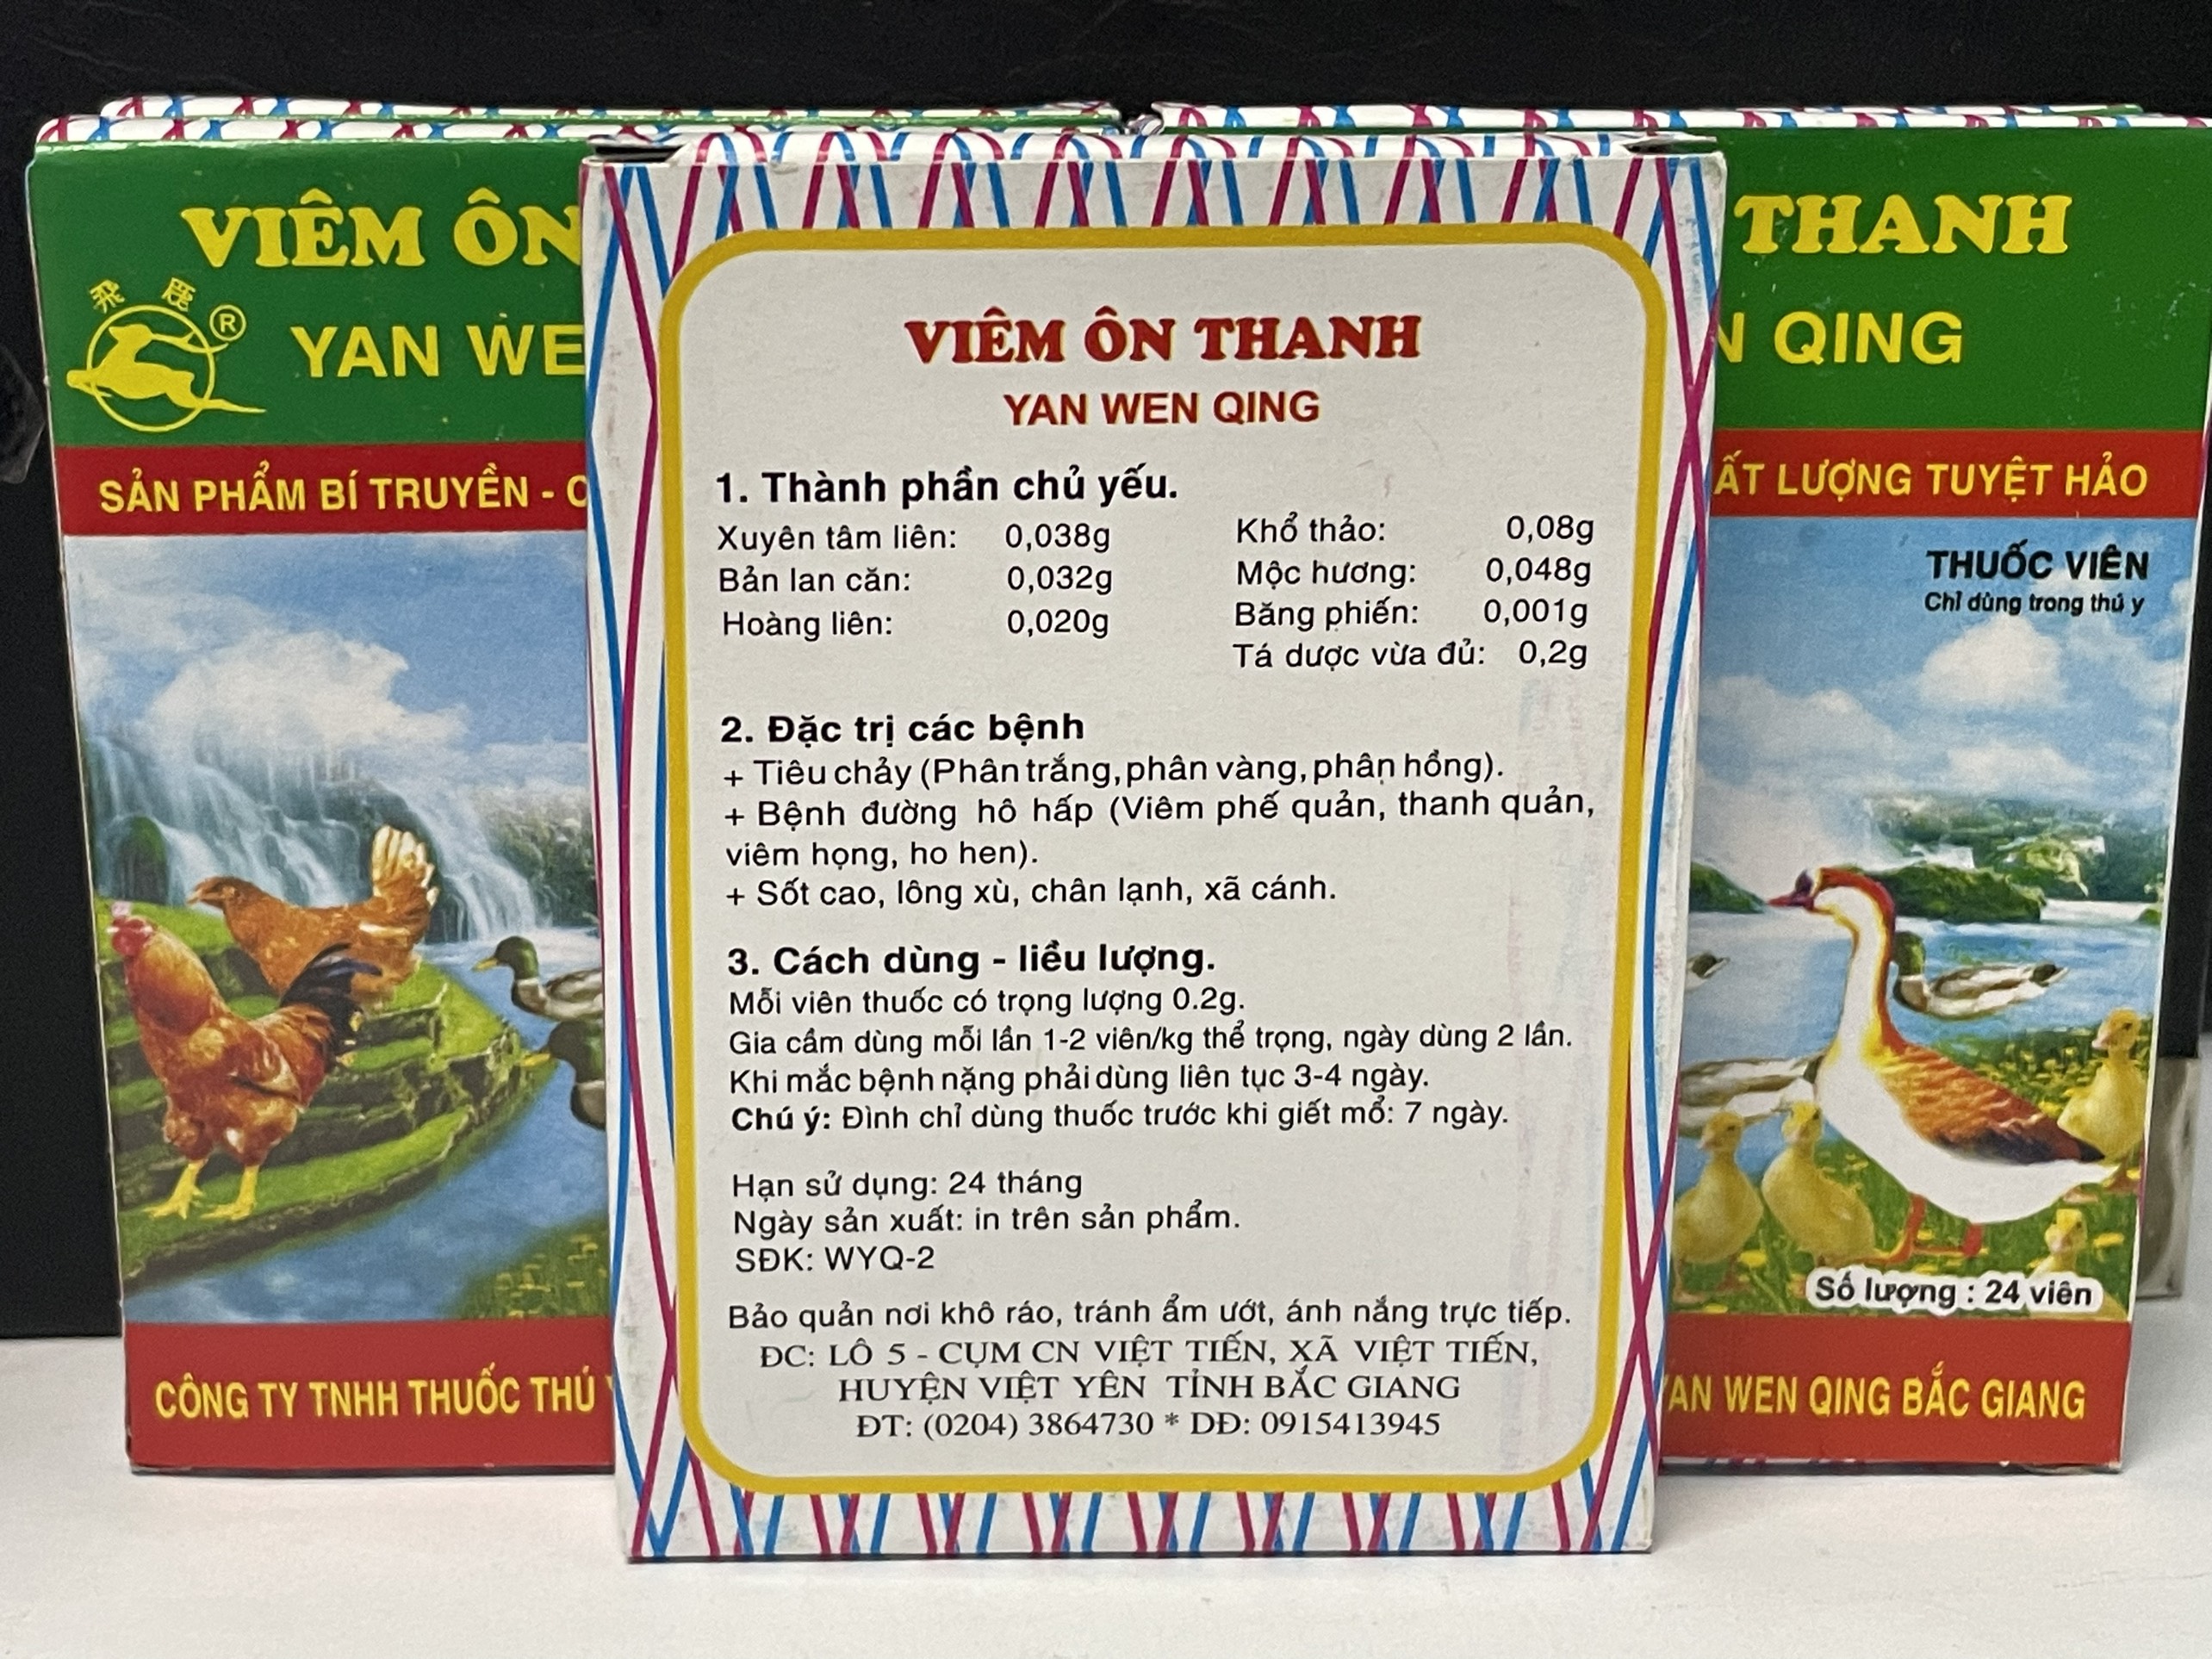 VIÊM ÔN
飛鹿
®
YAN WE
SẢN PHẨM BÍ TRUYỀN - C
CÔNG TY TNHH THUỐC THÚ
VIÊM ÔN THANH
YAN WEN QING
1. Thành phần chủ yếu.
Xuyên tâm liên: 0,038g
Bản lan căn: 0,032g
Hoàng liên: 0,020g
Khổ thảo: 0,08g
Mộc hương: 0,048g
Băng phiến: 0,001g
Tá dược vừa đủ: 0,2g
2. Đặc trị các bệnh
+ Tiêu chảy (Phân trắng, phân vàng, phân hồng).
+ Bệnh đường hô hấp (Viêm phế quản, thanh quản,
viêm họng, ho hen).
+ Sốt cao, lông xù, chân lạnh, xã cánh.
3. Cách dùng - liều lượng.
Mỗi viên thuốc có trọng lượng 0.2g.
Gia cầm dùng mỗi lần 1-2 viên/kg thể trọng, ngày dùng 2 lần.
Khi mắc bệnh nặng phải dùng liên tục 3-4 ngày.
Chú ý: Đình chỉ dùng thuốc trước khi giết mổ: 7 ngày.
Hạn sử dụng: 24 tháng
Ngày sản xuất: in trên sản phẩm.
SĐK: WYQ-2
Bảo quản nơi khô ráo, tránh ẩm ướt, ánh nắng trực tiếp.
ĐC: LÔ 5 - CỤM CN VIỆT TIẾN, XÃ VIỆT TIẾN,
HUYỆN VIỆT YÊN TỈNH BẮC GIANG
ĐT: (0204) 3864730 * DĐ: 0915413945
THANH
N QING
ẤT LƯỢNG TUYỆT HẢO
THUỐC VIÊN
Chỉ dùng trong thú y
Số lượng : 24 viên
YAN WEN QING BẮC GIANG